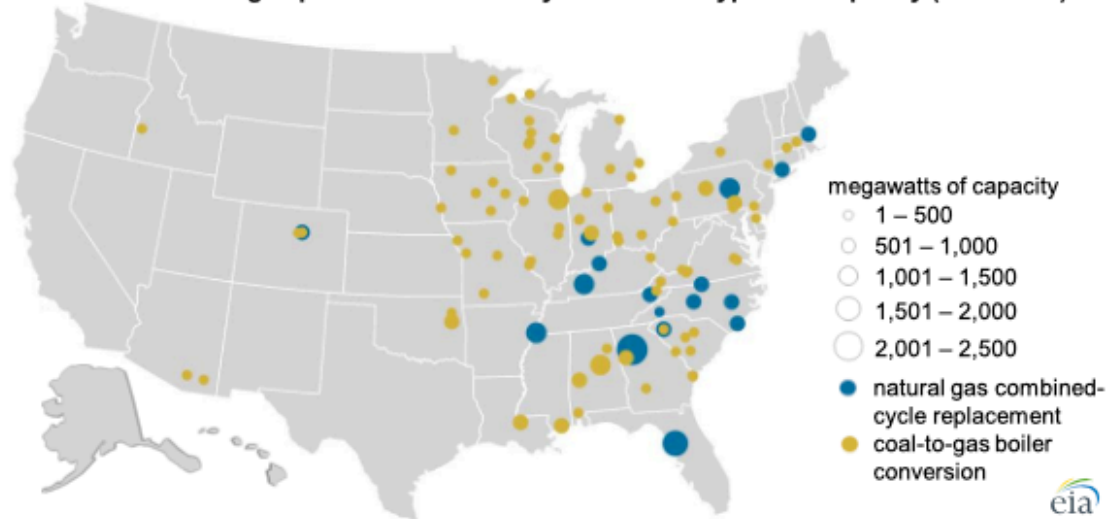 megawatts of capacity
1 – 500
501 – 1,000
1,001 – 1,500
1,501 – 2,000
2,001 – 2,500
natural gas combined-
cycle replacement
coal-to-gas boiler
conversion
eia